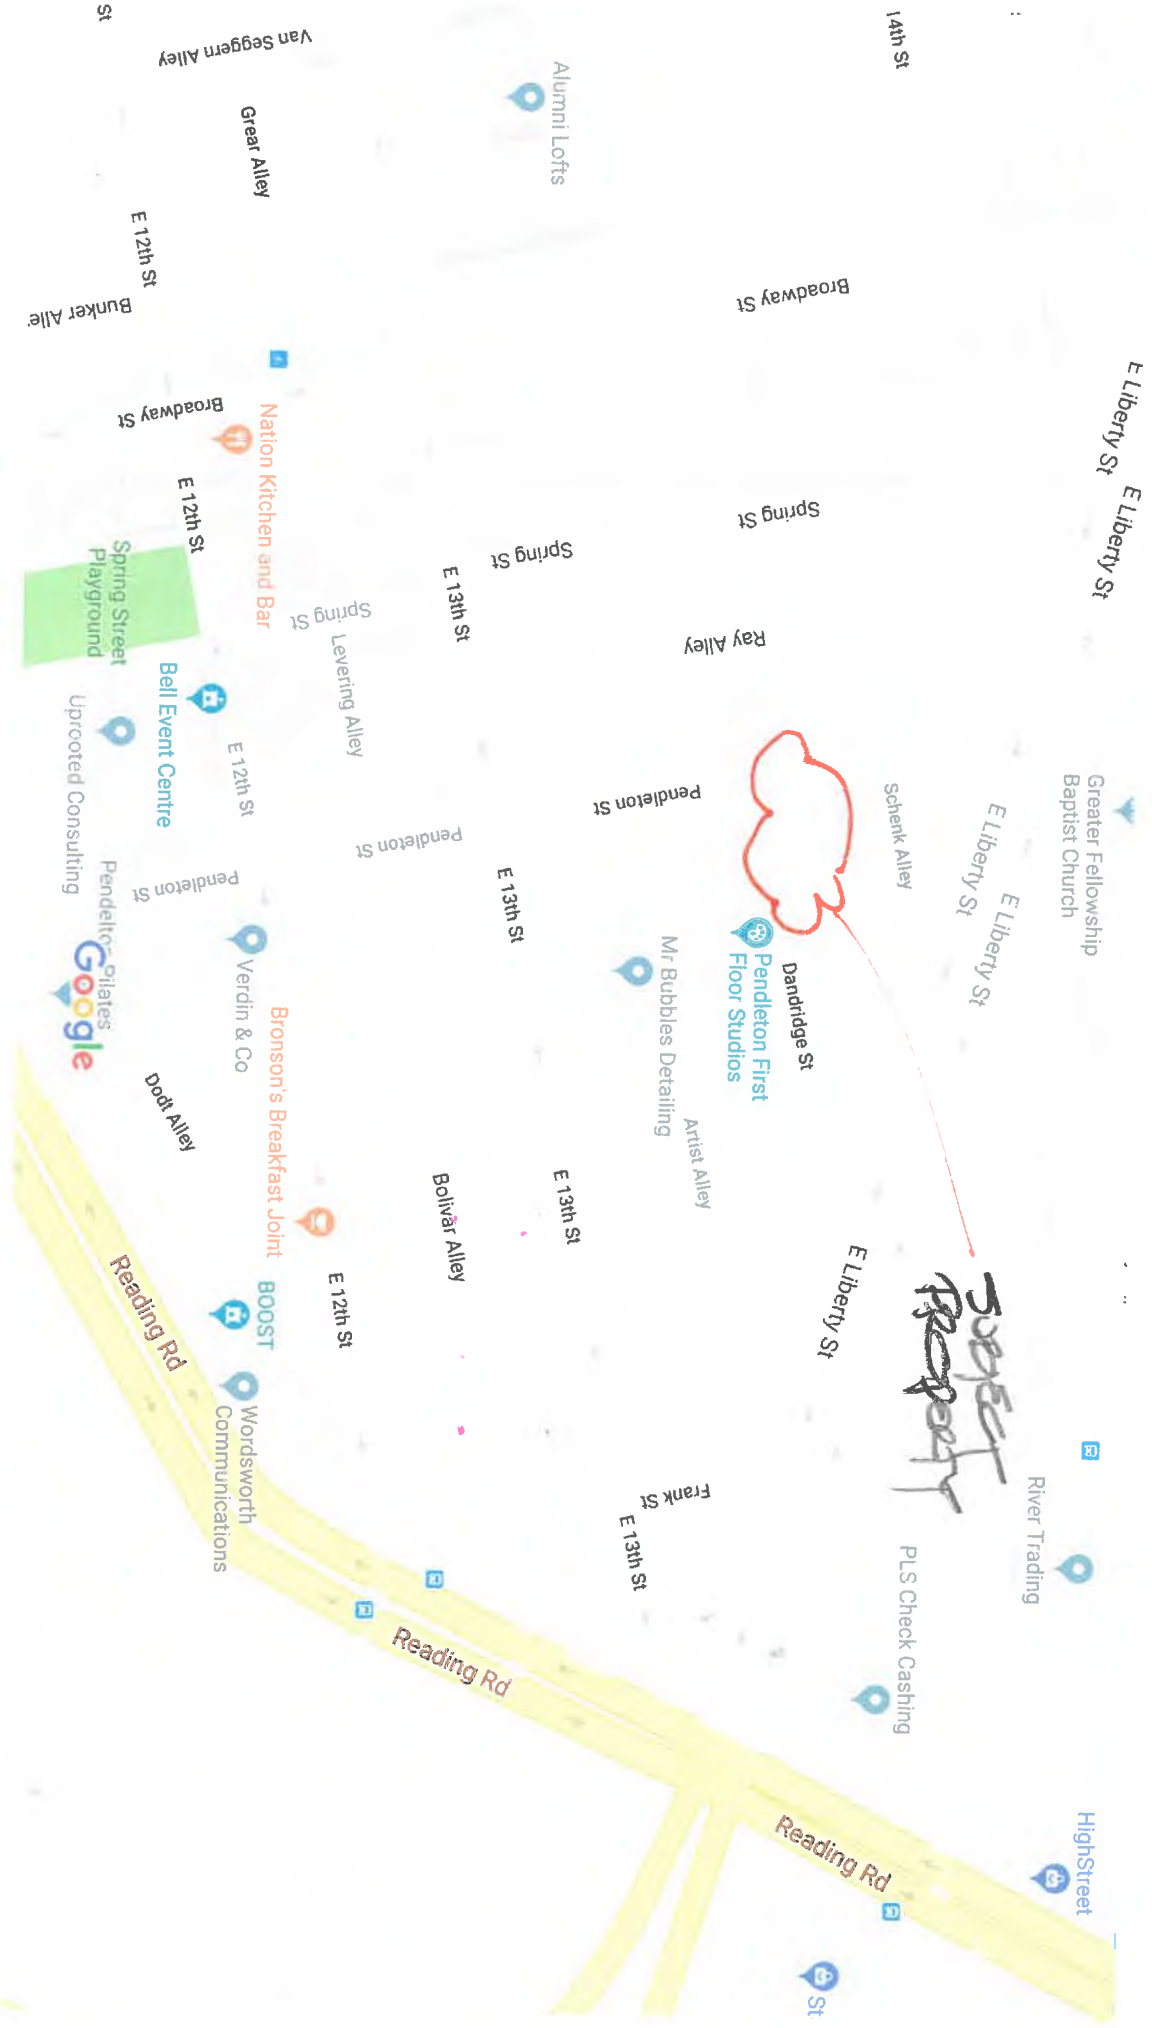 14th St
E Liberty St
E Liberty St
Greater Fellowship
Baptist Church
River Trading
HighStreet
Alumni Lofts
Broadway St
Spring St
Ray Alley
Schenk Alley
E Liberty St
E Liberty St
SUBJECT
PROPERTY
PLS Check Cashing
Reading Rd
St
Pendleton St
Pendleton First
Floor Studios
Dandridge St
Mr Bubbles Detailing
Artist Alley
E Liberty St
Frank St
E 13th St
Spring St
E 13th St
Pendleton St
E 13th St
E 13th St
Bolivar Alley
Reading Rd
Van Seggern Alley
Grear Alley
Nation Kitchen and Bar
Spring St
Levering Alley
Bronson's Breakfast Joint
E 12th St
St
E 12th St
Bunker Alle
Broadway St
E 12th St
Bell Event Centre
E 12th St
Pendleton St
Verdin & Co
BOOST
Wordsworth
Communications
Spring Street
Playground
Uprooted Consulting
Pilates
Google
Dodt Alley
Reading Rd